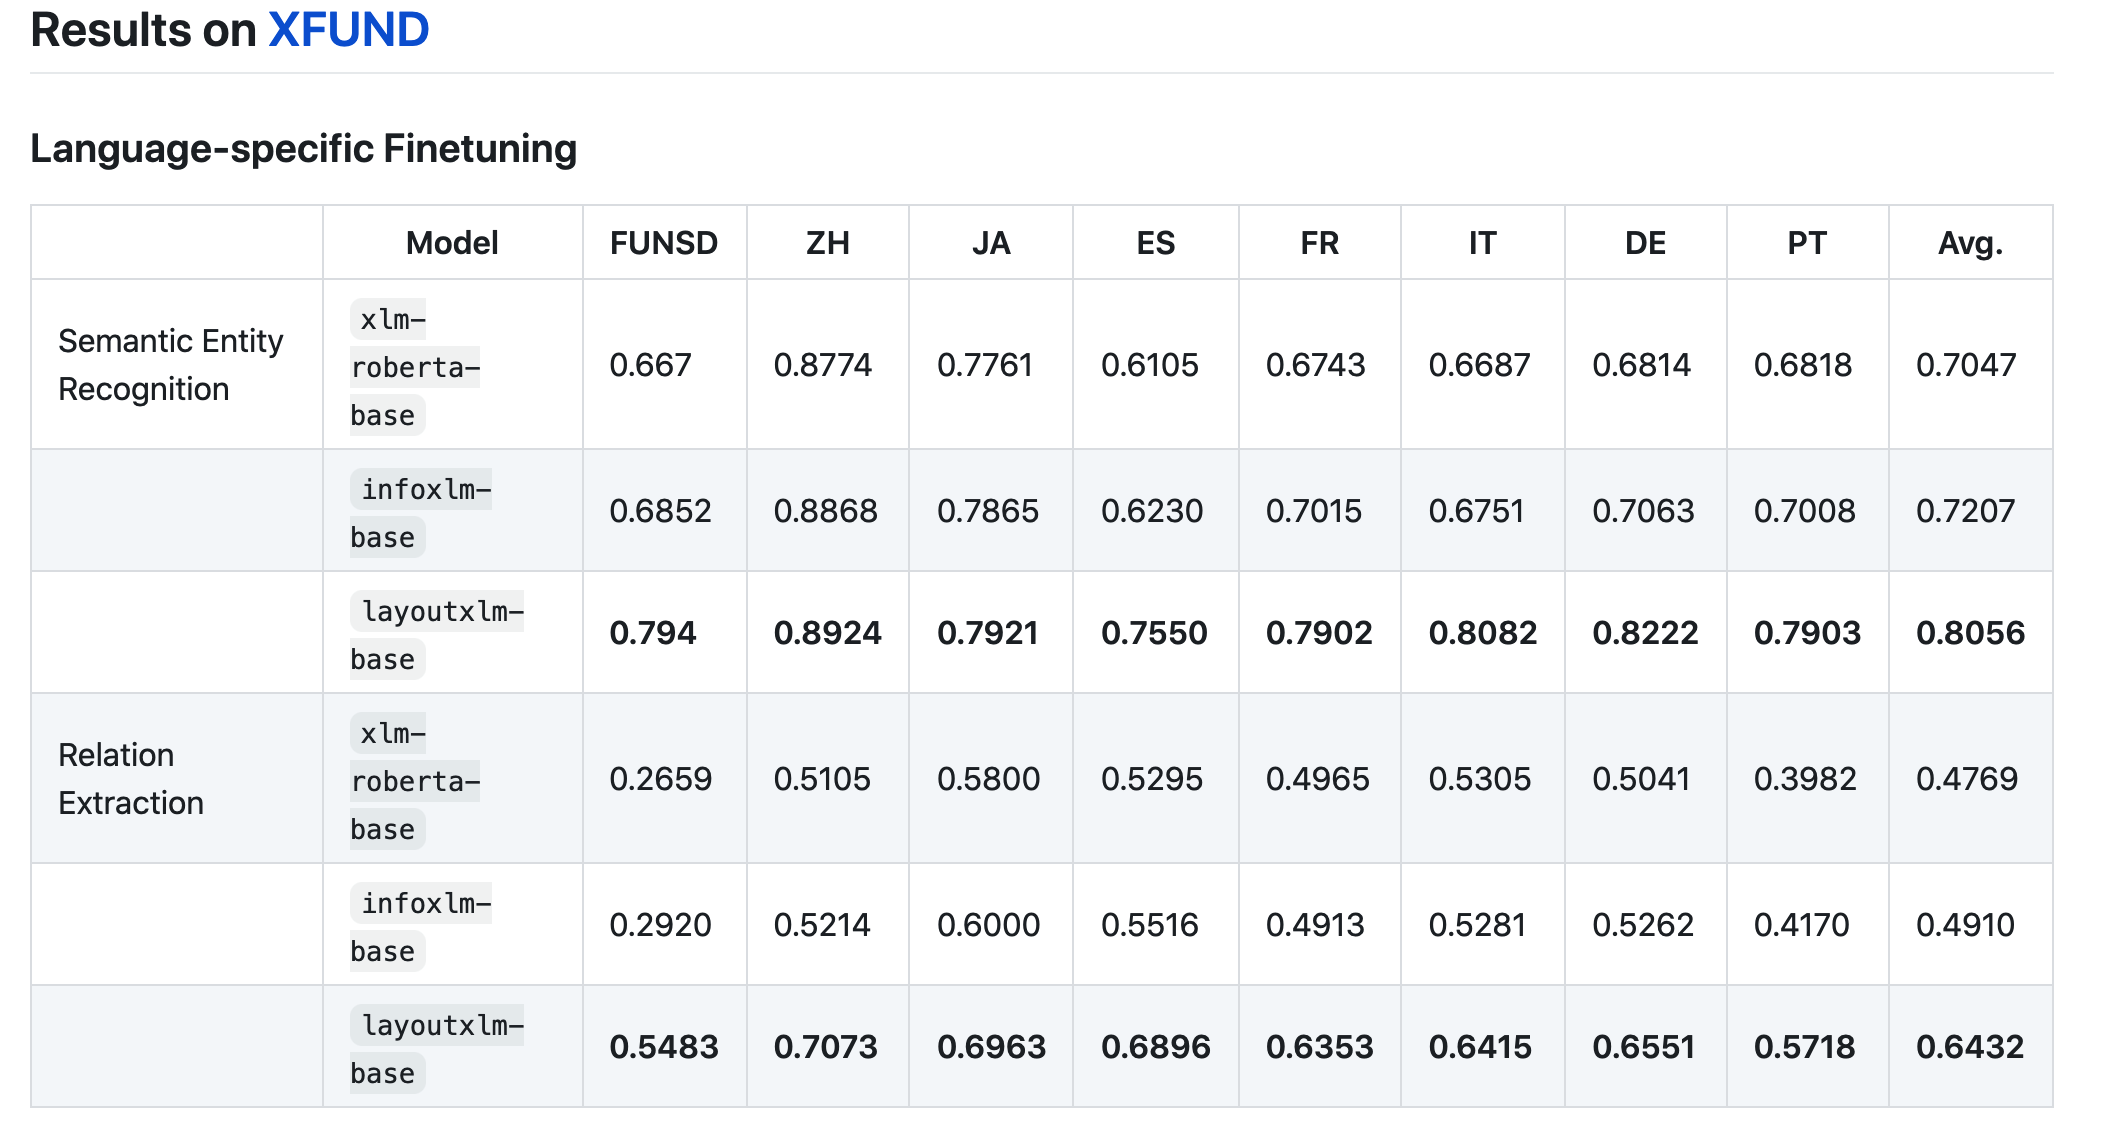 Results on XFUND
Language-specific Finetuning
Model FUNSD ZH JA ES FR IT DE PT Avg.
Semantic Entity
Recognition
xlm-
roberta-
base
0.667 0.8774 0.7761 0.6105 0.6743 0.6687 0.6814 0.6818 0.7047
infoxlm-
base
0.6852 0.8868 0.7865 0.6230 0.7015 0.6751 0.7063 0.7008 0.7207
layoutxlm-
base
0.794 0.8924 0.7921 0.7550 0.7902 0.8082 0.8222 0.7903 0.8056
Relation
Extraction
xlm-
roberta-
base
0.2659 0.5105 0.5800 0.5295 0.4965 0.5305 0.5041 0.3982 0.4769
infoxlm-
base
0.2920 0.5214 0.6000 0.5516 0.4913 0.5281 0.5262 0.4170 0.4910
layoutxlm-
base
0.5483 0.7073 0.6963 0.6896 0.6353 0.6415 0.6551 0.5718 0.6432